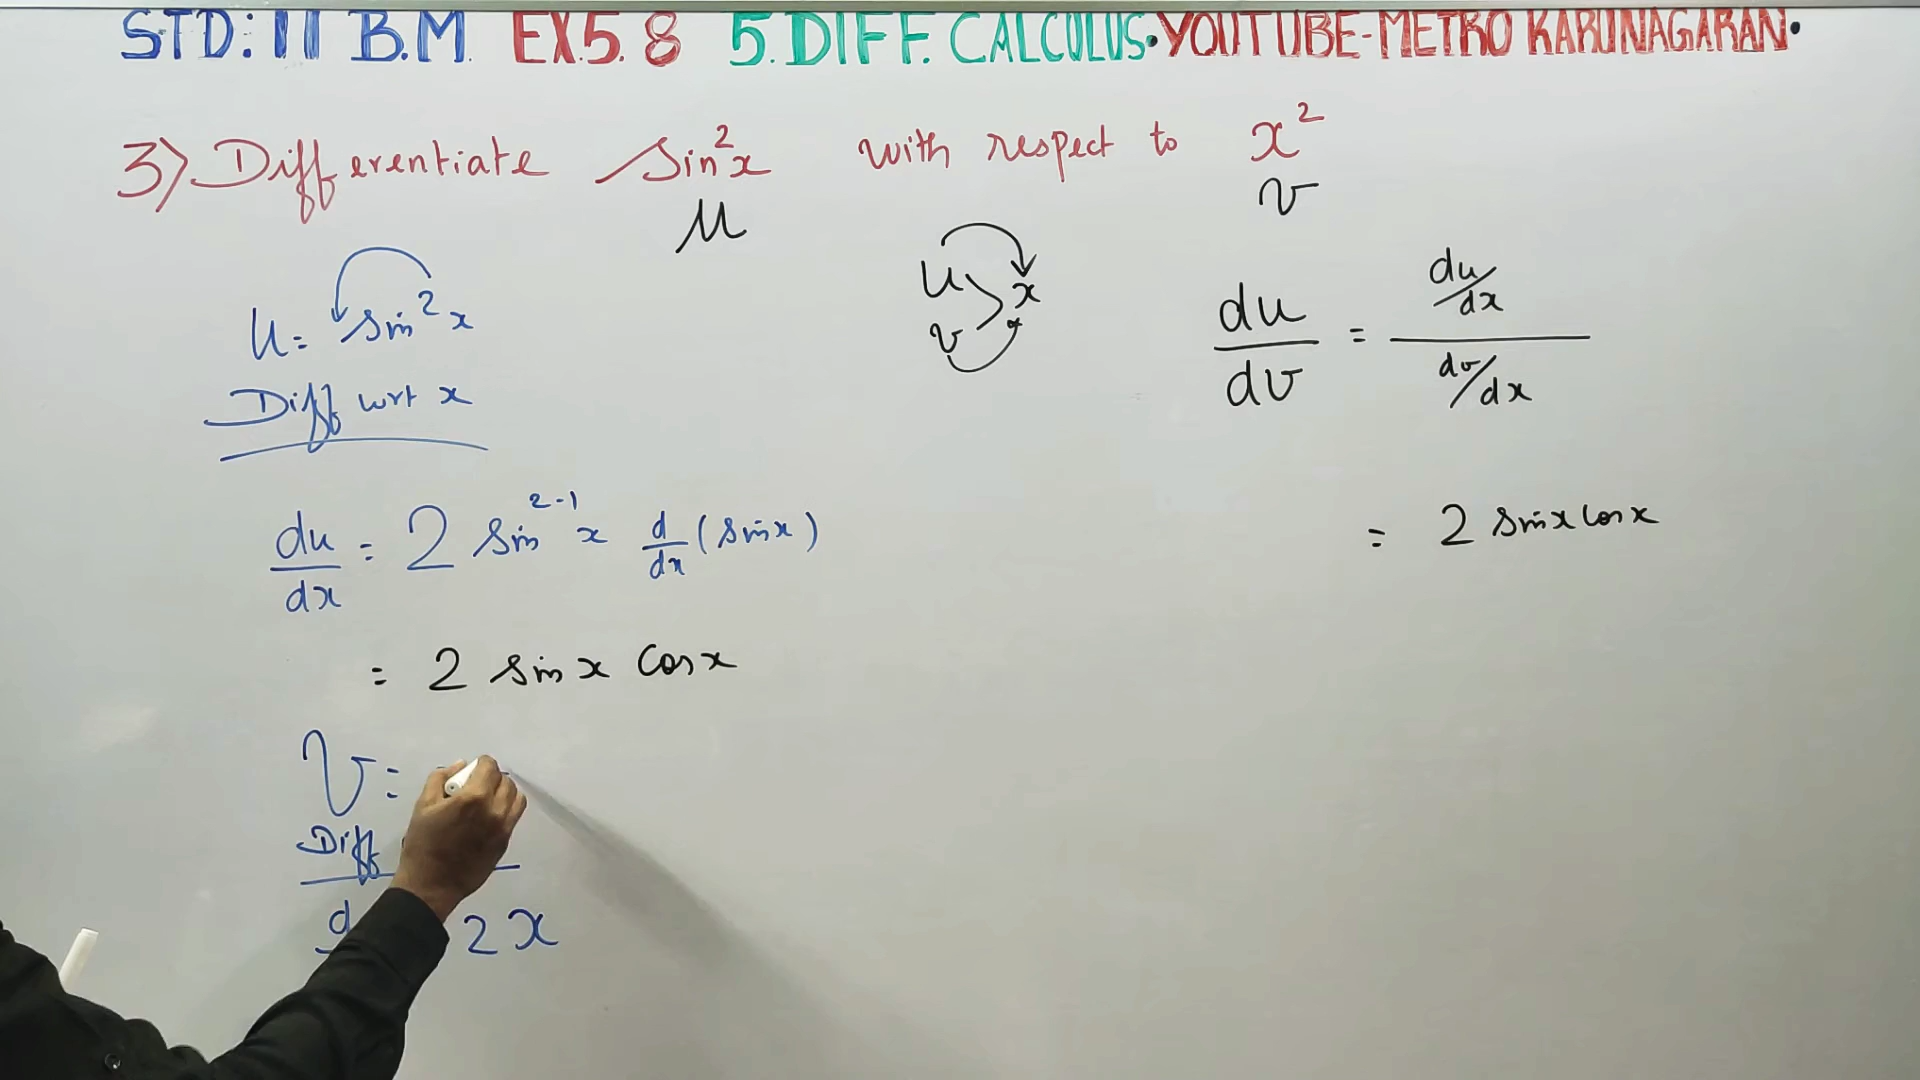 STD: 11 B.M. EX.5.8 5. DIFF. CALCULUS • YOUTUBE-METRO KARUNAGARAN •
3) Differentiate sin²x with respect to x²
u v
u = sin²x
Diff wrt x
u x
v
du/dv = (du/dx)/(dv/dx)
du/dx = 2 sin²⁻¹x d/dx (sinx)
= 2 sinx cosx
= 2 sinx cosx
v =
Diff
d 2x